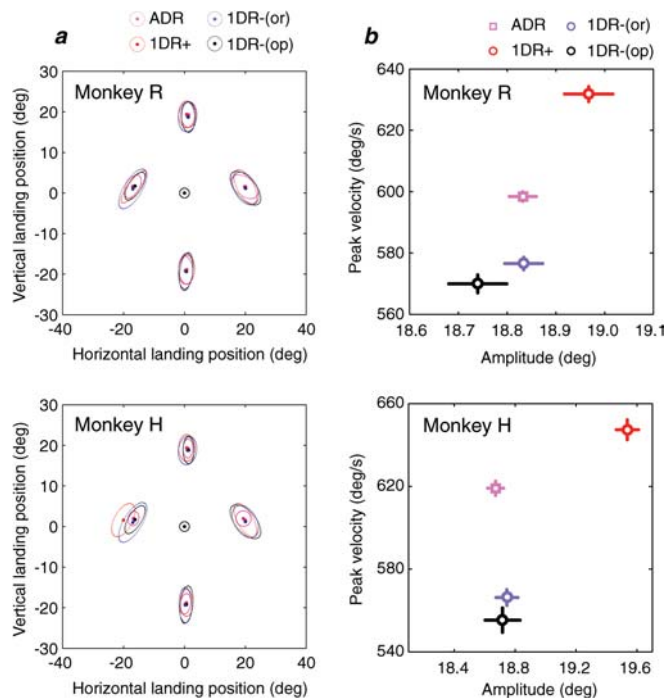 a
b
ADR
1DR-(or)
1DR+
1DR-(op)
ADR
1DR-(or)
1DR+
1DR-(op)
Monkey R
30
20
10
0
-10
-20
-30
-40
-20
0
20
40
Vertical landing position (deg)
Horizontal landing position (deg)
Monkey R
640
620
600
580
560
18.6
18.7
18.8
18.9
19.0
19.1
Peak velocity (deg/s)
Amplitude (deg)
Monkey H
30
20
10
0
-10
-20
-30
-40
-20
0
20
40
Vertical landing position (deg)
Horizontal landing position (deg)
Monkey H
660
620
580
540
18.4
18.8
19.2
19.6
Peak velocity (deg/s)
Amplitude (deg)